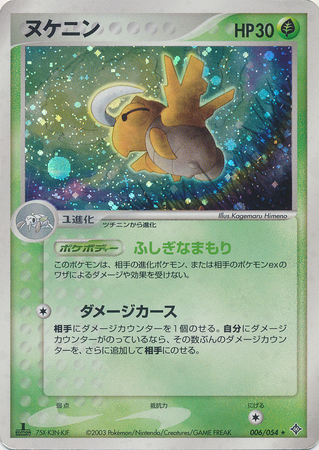 ヌケニン
HP30
Illus.Kagemaru Himeno
1進化
ツチニンから進化
ポケボディー ふしぎなまもり
このポケモンは、相手の進化ポケモン、または相手のポケモンexの
ワザによるダメージや効果を受けない。
ダメージカース
相手にダメージカウンターを1個のせる。自分にダメージカウ
ンターがのっているなら、その数ぶんのダメージカウンター
を、さらに追加して相手にのせる。
弱点 抵抗力 にげる
1 EDITION 75X-K3N-KJF ©2003 Pokémon/Nintendo/Creatures/GAME FREAK 006/054 ★